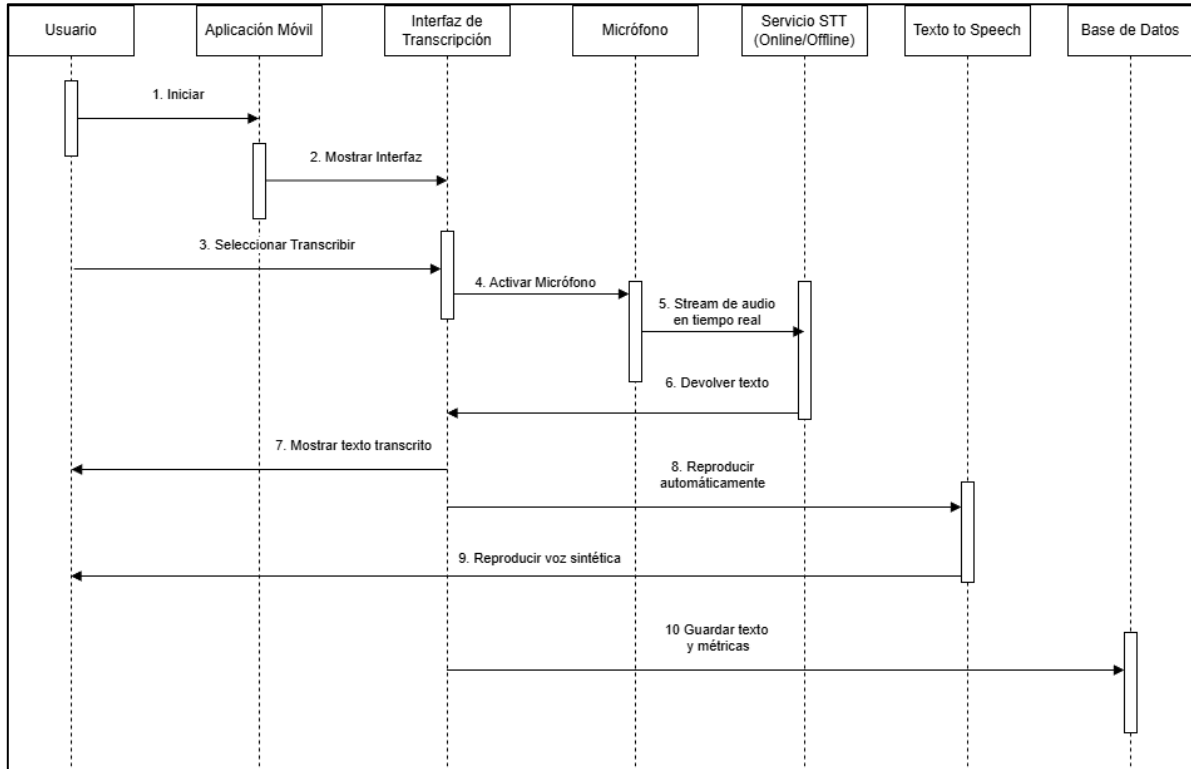 Usuario
Aplicación Móvil
Interfaz de
Transcripción
Micrófono
Servicio STT
(Online/Offline)
Texto to Speech
Base de Datos
1. Iniciar
2. Mostrar Interfaz
3. Seleccionar Transcribir
4. Activar Micrófono
5. Stream de audio
en tiempo real
6. Devolver texto
7. Mostrar texto transcrito
8. Reproducir
automáticamente
9. Reproducir voz sintética
10 Guardar texto
y métricas